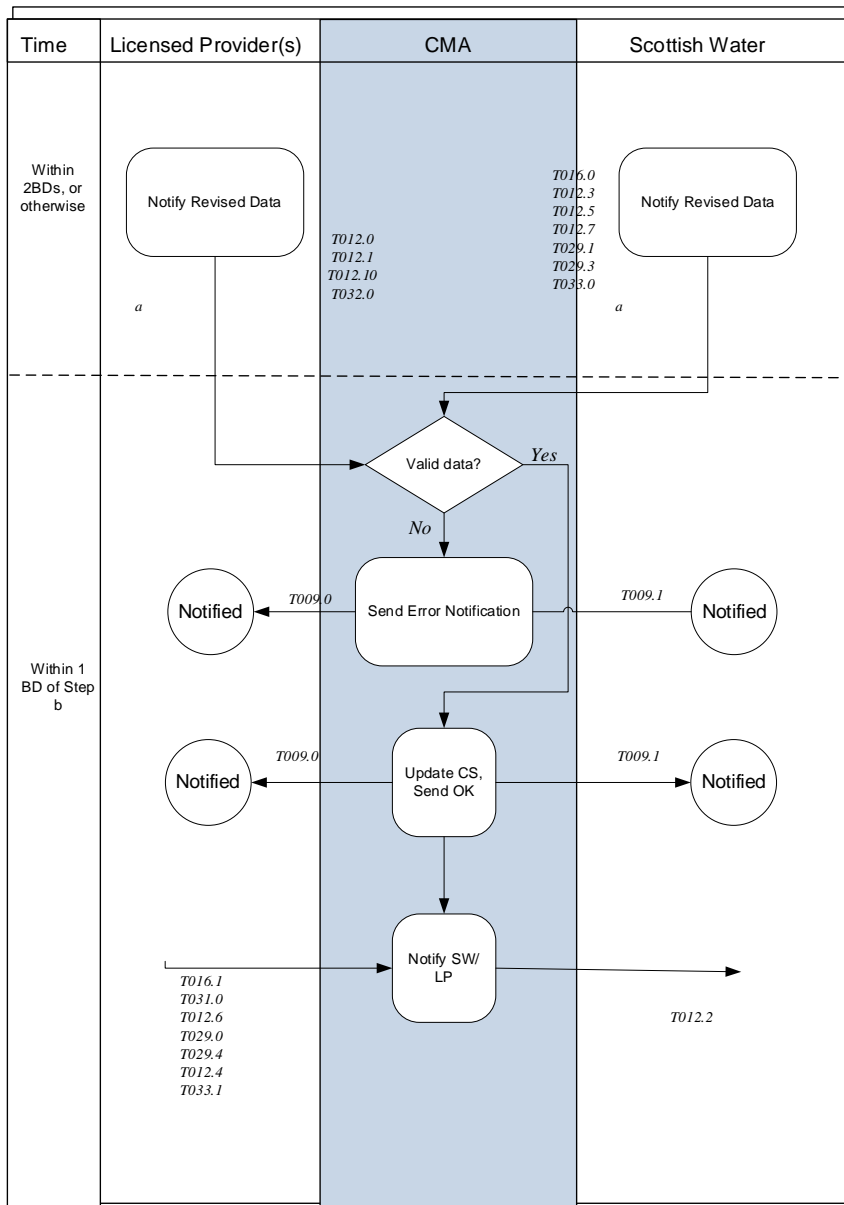 Time
Licensed Provider(s)
CMA
Scottish Water
Within
2BDs, or
otherwise
Notify Revised Data
T012.0
T012.1
T012.10
T032.0
T016.0
T012.3
T012.5
T012.7
T029.1
T029.3
T033.0
Notify Revised Data
a
a
Valid data?
Yes
No
Within 1
BD of Step
b
Notified
T009.0
Send Error Notification
T009.1
Notified
Notified
T009.0
Update CS,
Send OK
T009.1
Notified
Notify SW/
LP
T016.1
T031.0
T012.6
T029.0
T029.4
T012.4
T033.1
T012.2